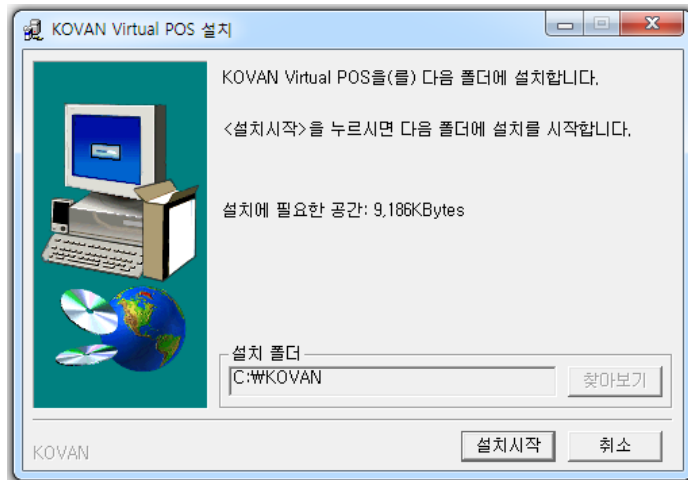 KOVAN Virtual POS 설치
KOVAN Virtual POS을(를) 다음 폴더에 설치합니다.
<설치시작>을 누르시면 다음 폴더에 설치를 시작합니다.
설치에 필요한 공간: 9,186KBytes
설치 폴더
C:₩KOVAN
찾아보기
KOVAN
설치시작
취소